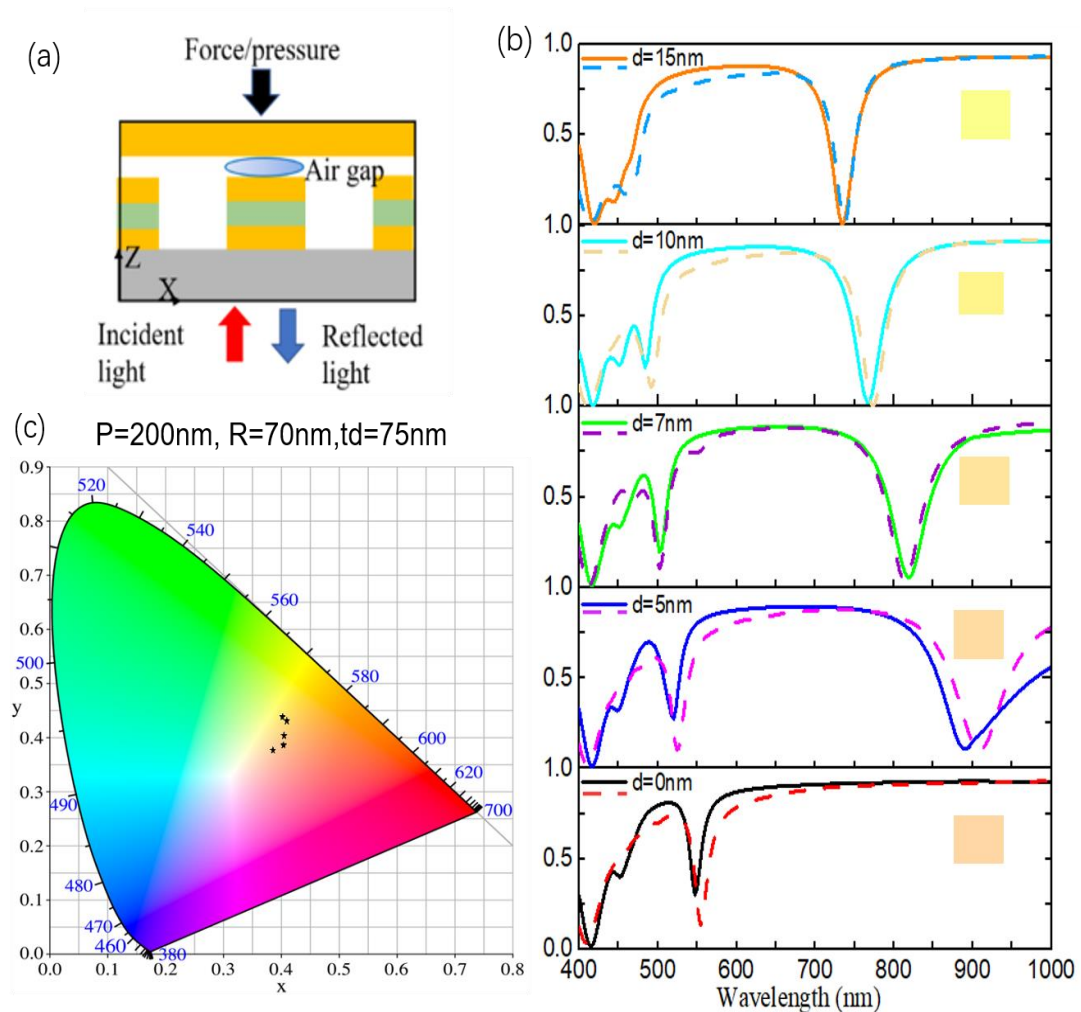 (a)
Force/pressure
Air gap
Z
X
Incident
light
Reflected
light
(b)
1.0
d=15nm
0.5
1.0
d=10nm
0.5
1.0
d=7nm
0.5
1.0
d=5nm
0.5
1.0
0.0
d=0nm
0.5
0.0
400 500 600 700 800 900 1000
Wavelength (nm)
(c)
P=200nm, R=70nm,td=75nm
0.9
0.8
0.7
0.6
0.5
y
0.4
0.3
0.2
0.1
0.0
0.0 0.1 0.2 0.3 0.4 0.5 0.6 0.7 0.8
x
520
540
560
580
600
620
700
500
490
480
470
460
380